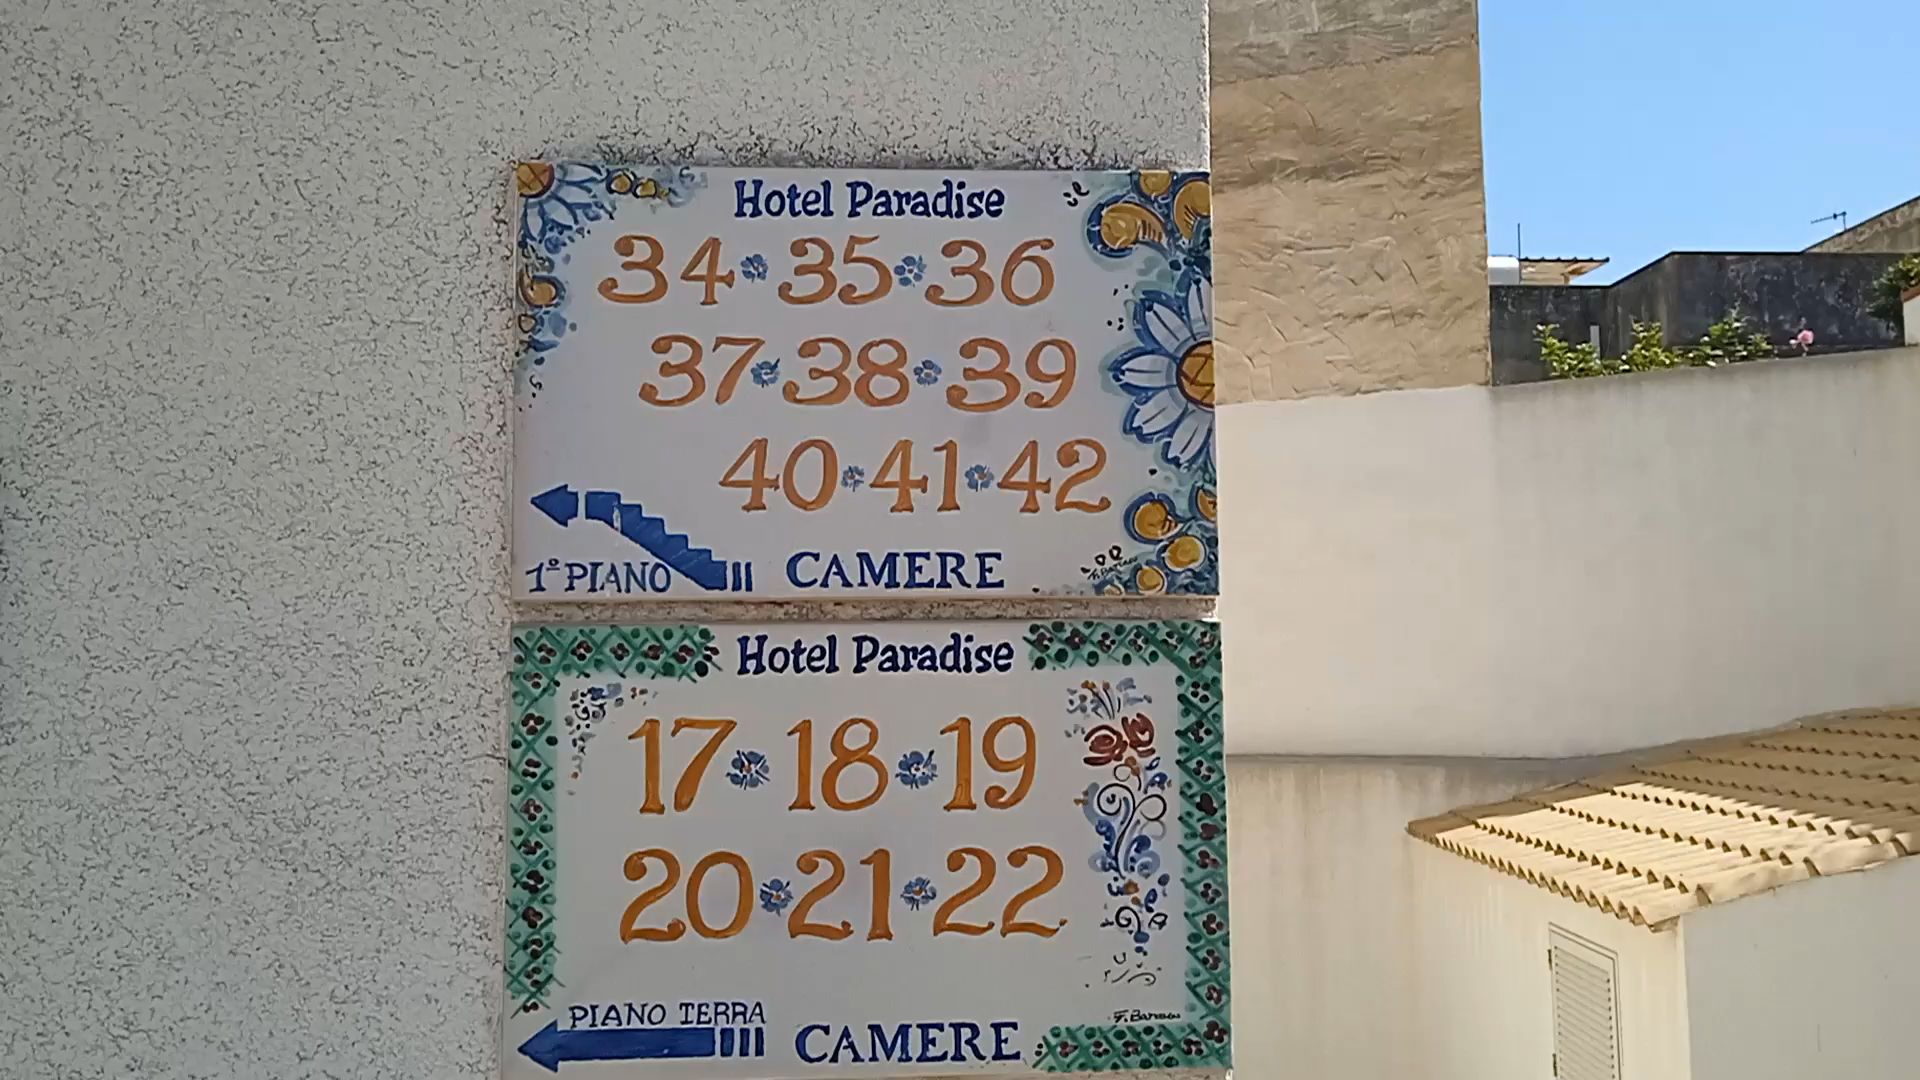 Hotel Paradise
34 35 36
37 38 39
40 41 42
1° PIANO
CAMERE
Hotel Paradise
17 18 19
20 21 22
PIANO TERRA
CAMERE